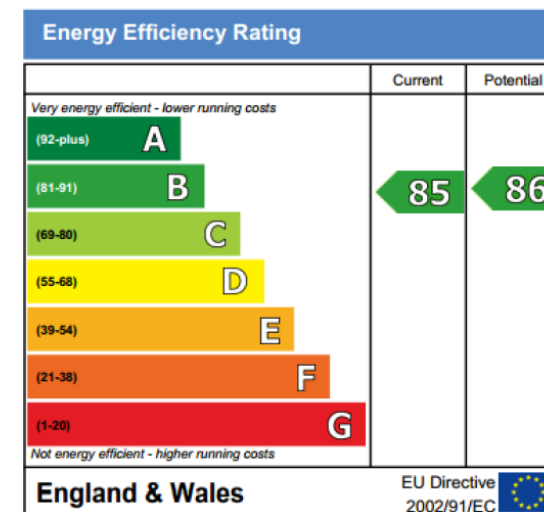 Energy Efficiency Rating
Current Potential
Very energy efficient - lower running costs
(92-plus) A
(81-91) B 85 86
(69-80) C
(55-68) D
(39-54) E
(21-38) F
(1-20) G
Not energy efficient - higher running costs
England & Wales
EU Directive
2002/91/EC